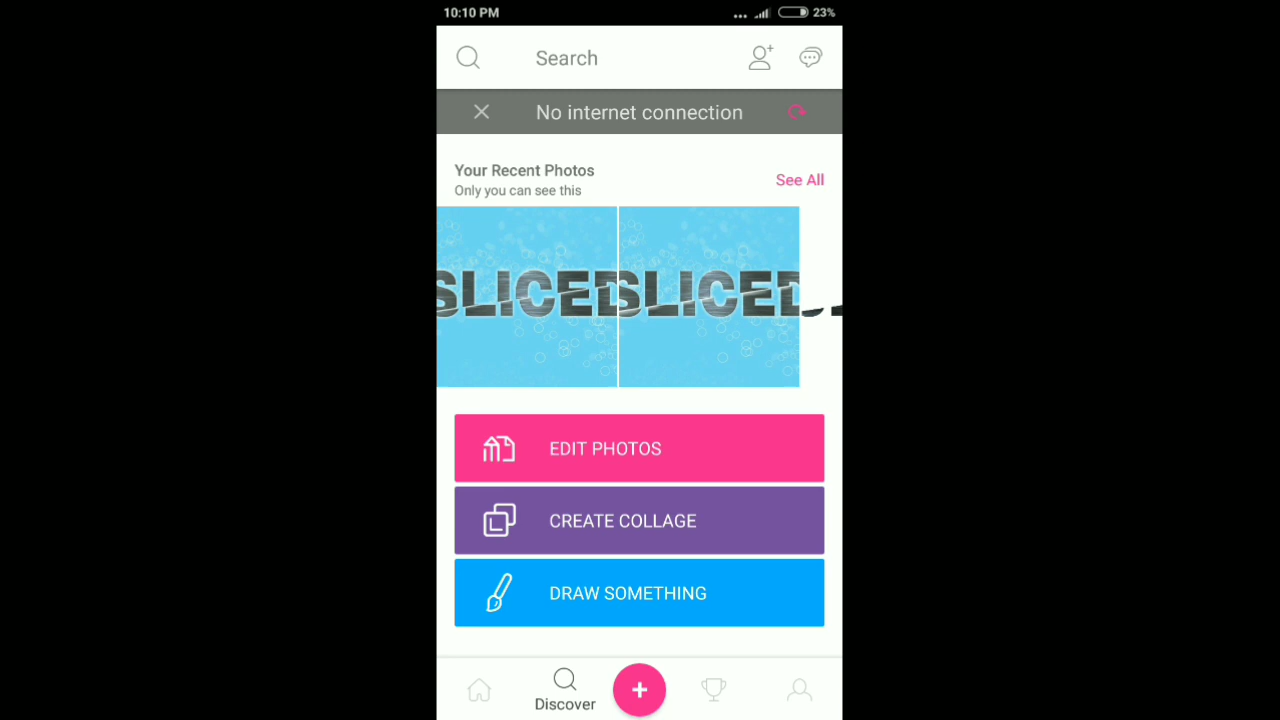 10:10 PM
23%
Search
No internet connection
Your Recent Photos
Only you can see this
See All
SLICED
SLICED
EDIT PHOTOS
CREATE COLLAGE
DRAW SOMETHING
Discover